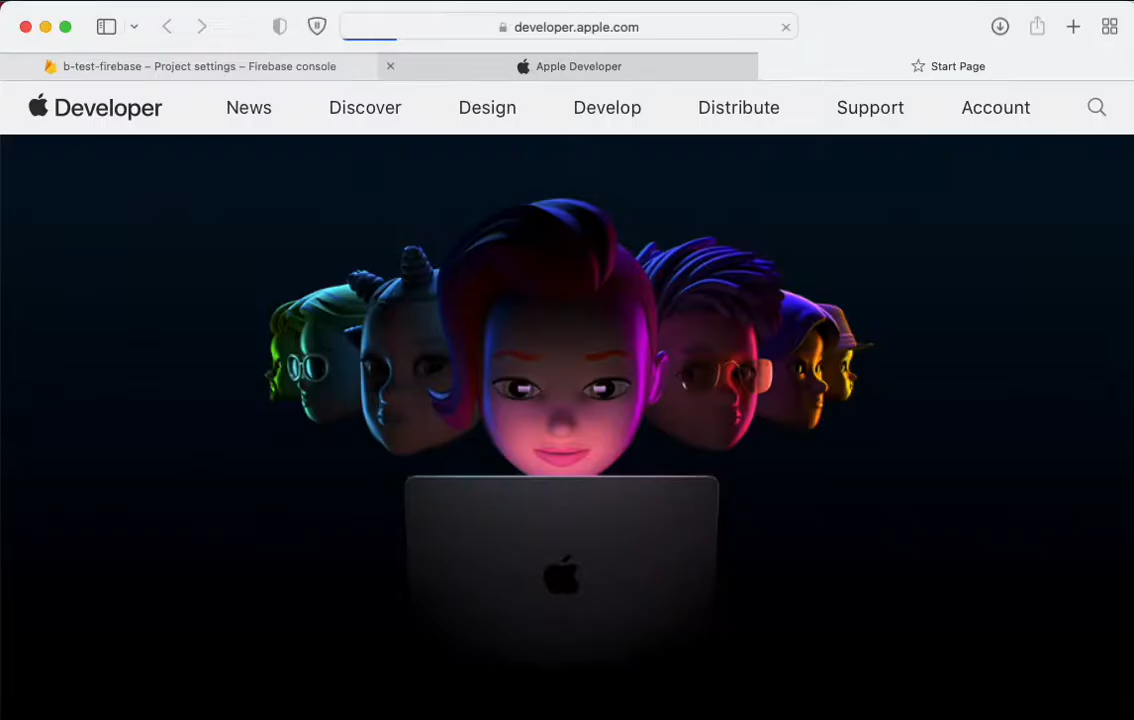 developer.apple.com
b-test-firebase – Project settings – Firebase console
Apple Developer
Start Page
Developer
News
Discover
Design
Develop
Distribute
Support
Account